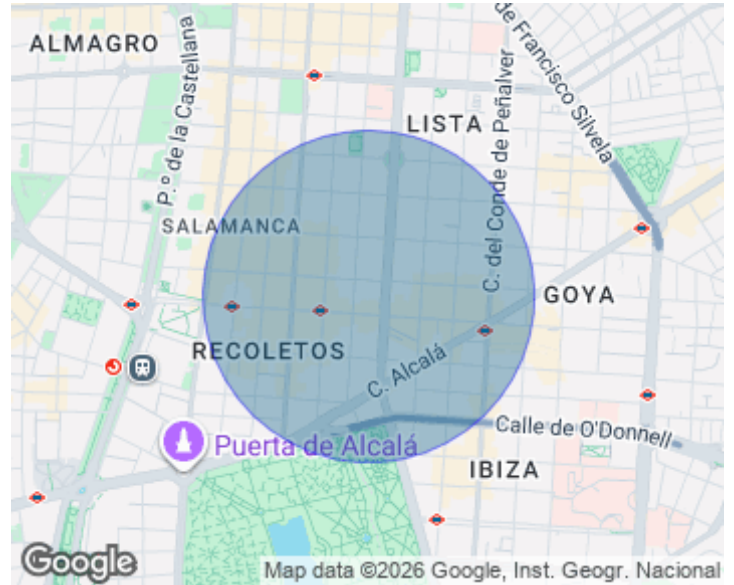 ALMAGRO
P.º de la Castellana
de Francisco Silvela
LISTA
C. del Conde de Peñalver
SALAMANCA
GOYA
RECOLETOS
C. Alcalá
Puerta de Alcalá
Calle de O'Donnell
IBIZA
Google
Map data ©2026 Google, Inst. Geogr. Nacional